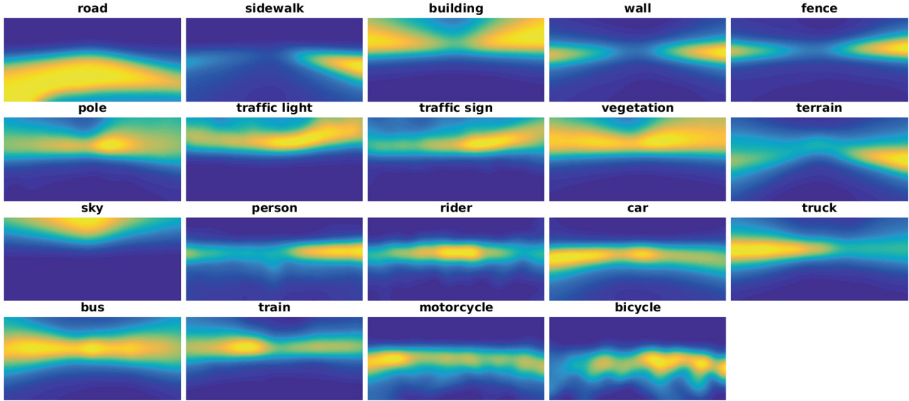 road sidewalk building wall fence
pole traffic light traffic sign vegetation terrain
sky person rider car truck
bus train motorcycle bicycle